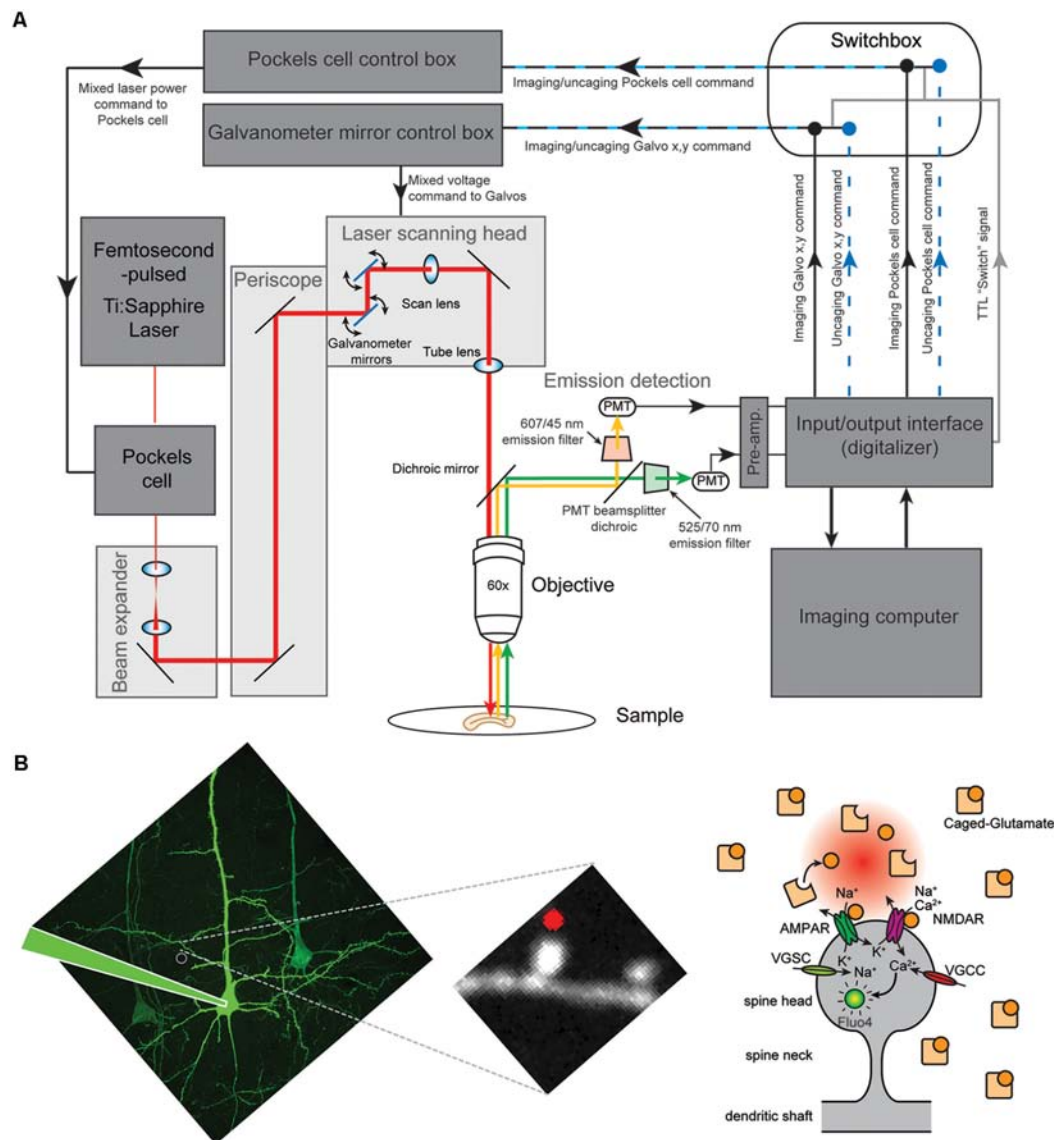 A
Pockels cell control box
Switchbox
Mixed laser power
command to
Pockels cell
Imaging/uncaging Pockels cell command
Galvanometer mirror control box
Imaging/uncaging Galvo x,y command
Mixed voltage
command to Galvos
Femtosecond
-pulsed
Ti:Sapphire
Laser
Periscope
Laser scanning head
Scan lens
Galvanometer
mirrors
Tube lens
Imaging Galvo x,y command
Uncaging Galvo x,y command
Imaging Pockels cell command
Uncaging Pockels cell command
TTL "Switch" signal
Emission detection
PMT
607/45 nm
emission filter
Pre-amp.
Input/output interface
(digitalizer)
Pockels
cell
Dichroic mirror
PMT
PMT beamsplitter
dichroic
525/70 nm
emission filter
Beam expander
60x
Objective
Imaging computer
Sample
B
Caged-Glutamate
Na+
Na+
Ca2+
AMPAR
NMDAR
K+
K+
VGSC
Na+
Ca2+
VGCC
spine head
Fluo4
spine neck
dendritic shaft